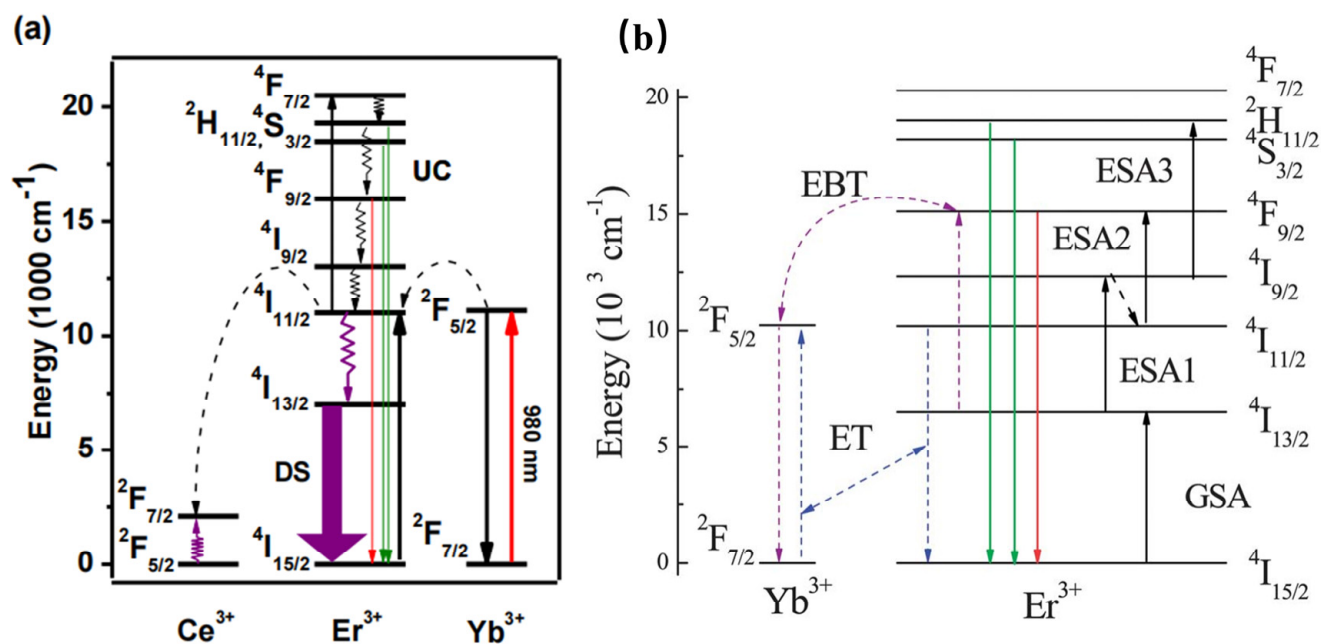 (a)
Energy (1000 cm⁻¹)
20
15
10
5
0
⁴F₇/₂
²H₁₁/₂, ⁴S₃/₂
UC
⁴F₉/₂
⁴I₉/₂
⁴I₁₁/₂
²F₅/₂
⁴I₁₃/₂
980 nm
DS
²F₇/₂
²F₅/₂
⁴I₁₅/₂
²F₇/₂
Ce³⁺
Er³⁺
Yb³⁺
(b)
Energy (10³ cm⁻¹)
20
15
10
5
0
⁴F₇/₂
²H₁₁/₂
⁴S₃/₂
ESA3
EBT
⁴F₉/₂
ESA2
⁴I₉/₂
²F₅/₂
⁴I₁₁/₂
ESA1
⁴I₁₃/₂
ET
GSA
²F₇/₂
⁴I₁₅/₂
Yb³⁺
Er³⁺